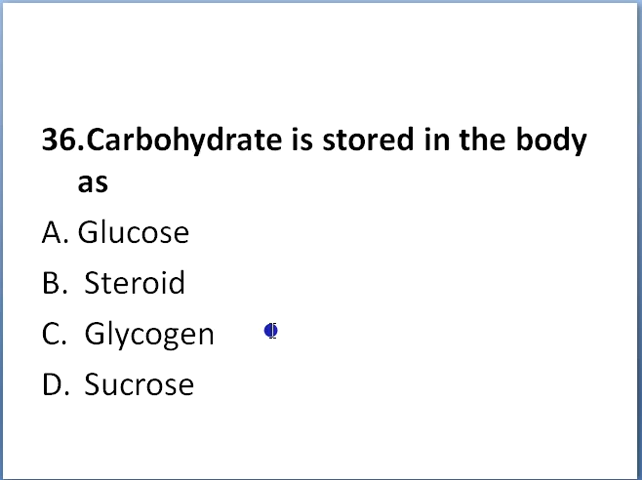 36.Carbohydrate is stored in the body
as
A. Glucose
B. Steroid
C. Glycogen
D. Sucrose